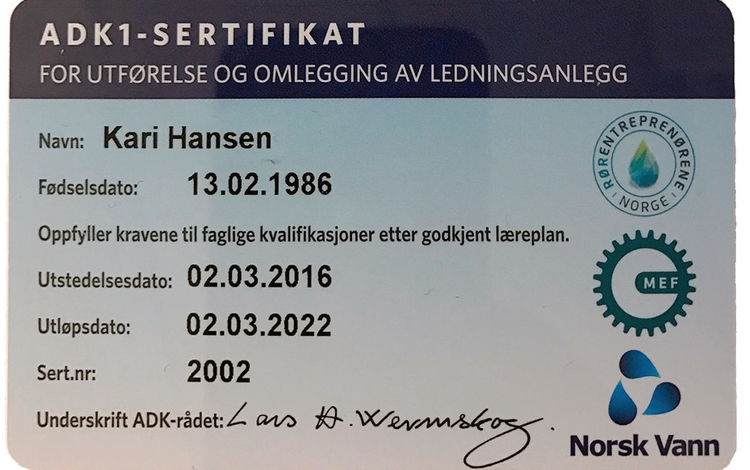 ADK1-SERTIFIKAT
FOR UTFØRELSE OG OMLEGGING AV LEDNINGSANLEGG
Navn: Kari Hansen
Fødselsdato: 13.02.1986
RØRENTREPRENØRENE NORGE
Oppfyller kravene til faglige kvalifikasjoner etter godkjent læreplan.
Utstedelsesdato: 02.03.2016
MEF
Utløpsdato: 02.03.2022
Sert.nr: 2002
Underskrift ADK-rådet: Lars A. Wermskog.
Norsk Vann